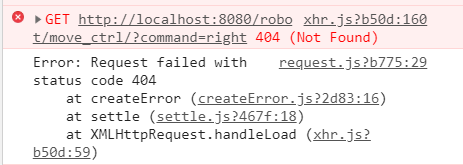 GET http://localhost:8080/robo xhr.js?b50d:160
t/move_ctrl/?command=right 404 (Not Found)
Error: Request failed with request.js?b775:29
status code 404
at createError (createError.js?2d83:16)
at settle (settle.js?467f:18)
at XMLHttpRequest.handleLoad (xhr.js?
b50d:59)